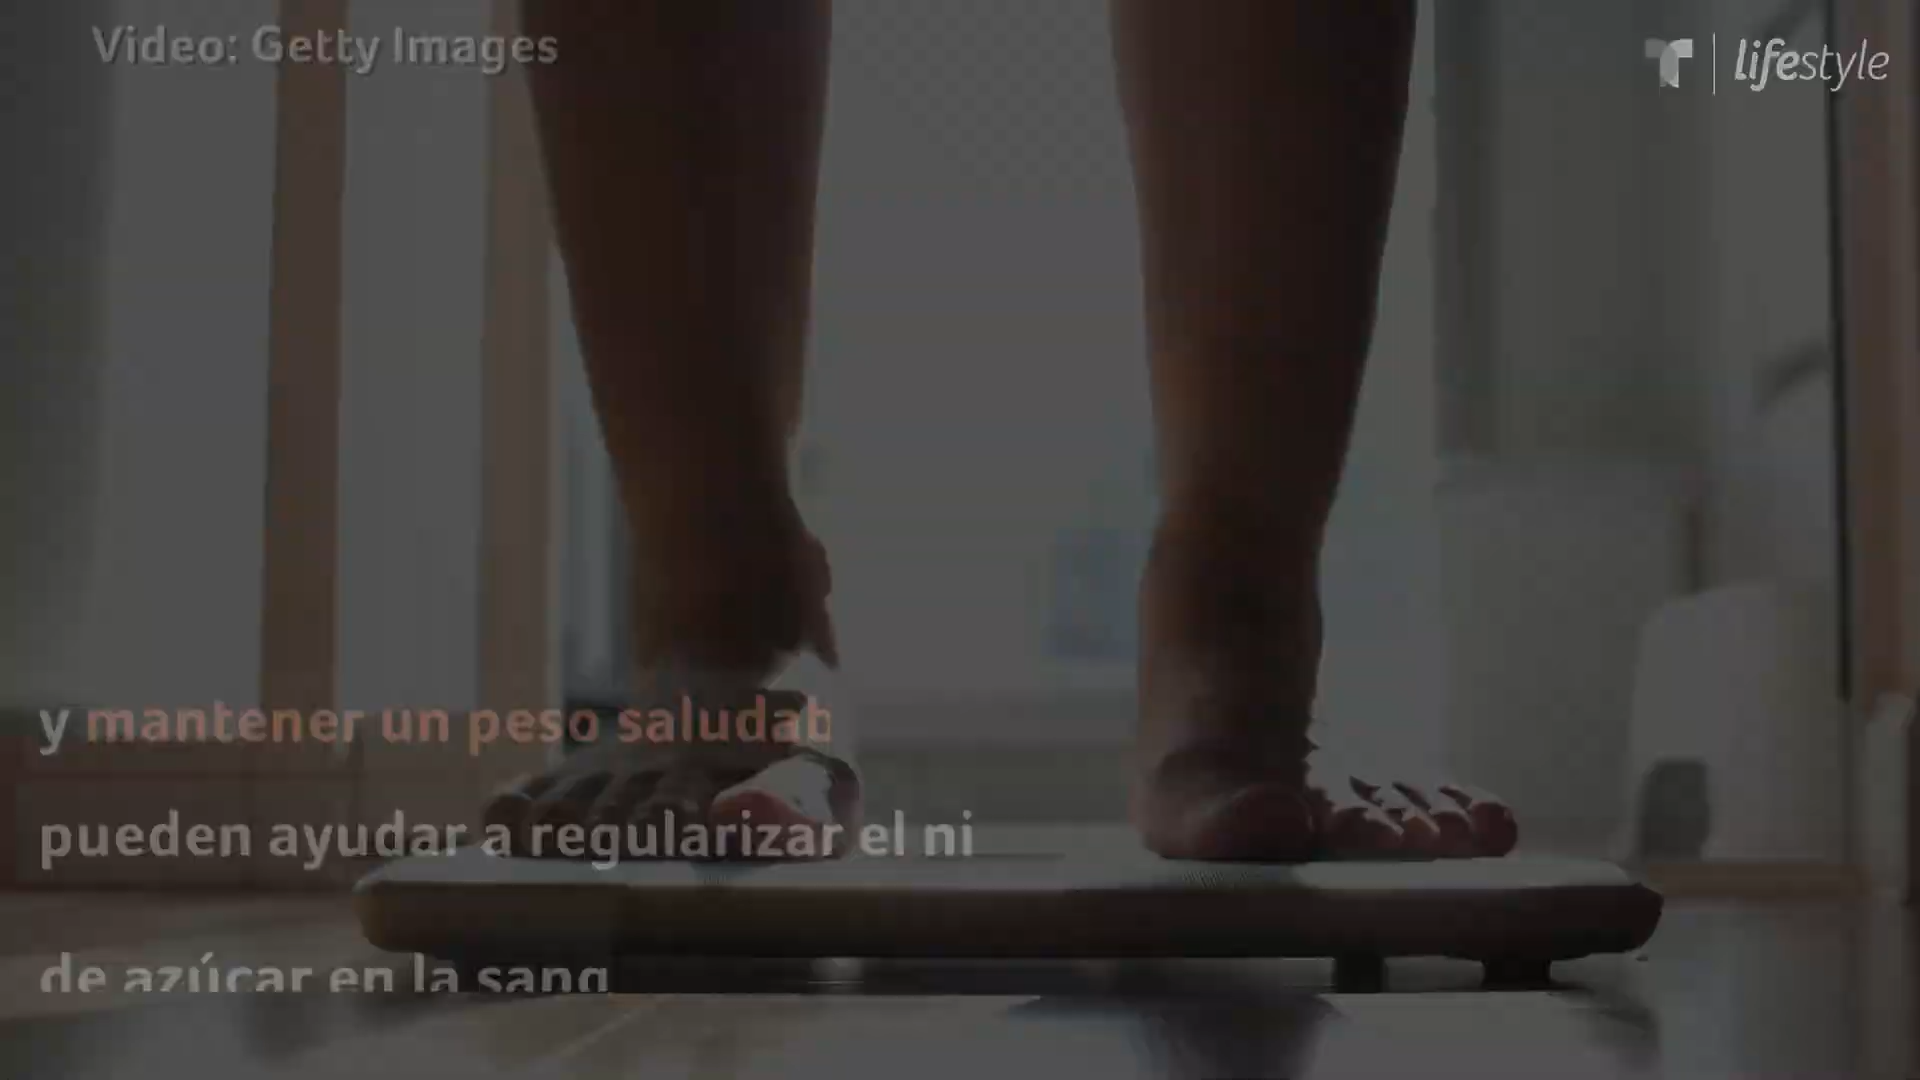 Video: Getty Images
lifestyle
y mantener un peso saludab
pueden ayudar a regularizar el ni
de azúcar en la sang